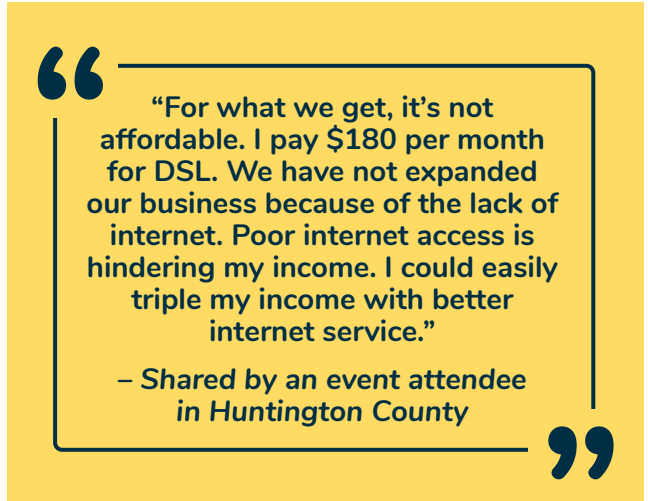 “For what we get, it’s not
affordable. I pay $180 per month
for DSL. We have not expanded
our business because of the lack of
internet. Poor internet access is
hindering my income. I could easily
triple my income with better
internet service.”
– Shared by an event attendee
in Huntington County